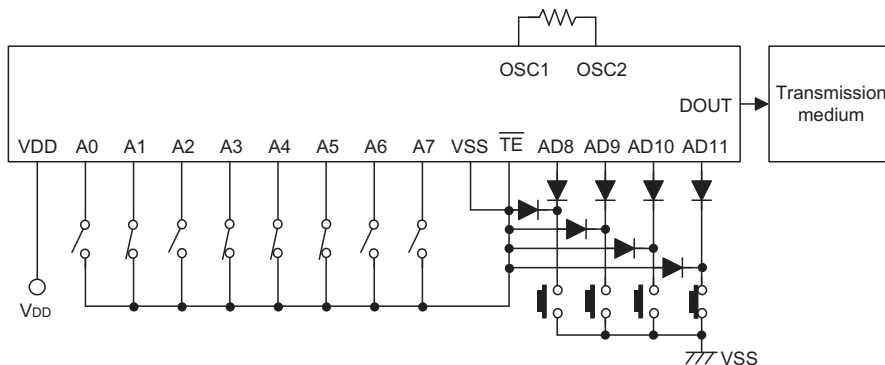 OSC1 OSC2
DOUT
Transmission
medium
VDD A0 A1 A2 A3 A4 A5 A6 A7 VSS TE AD8 AD9 AD10 AD11
VDD
VSS